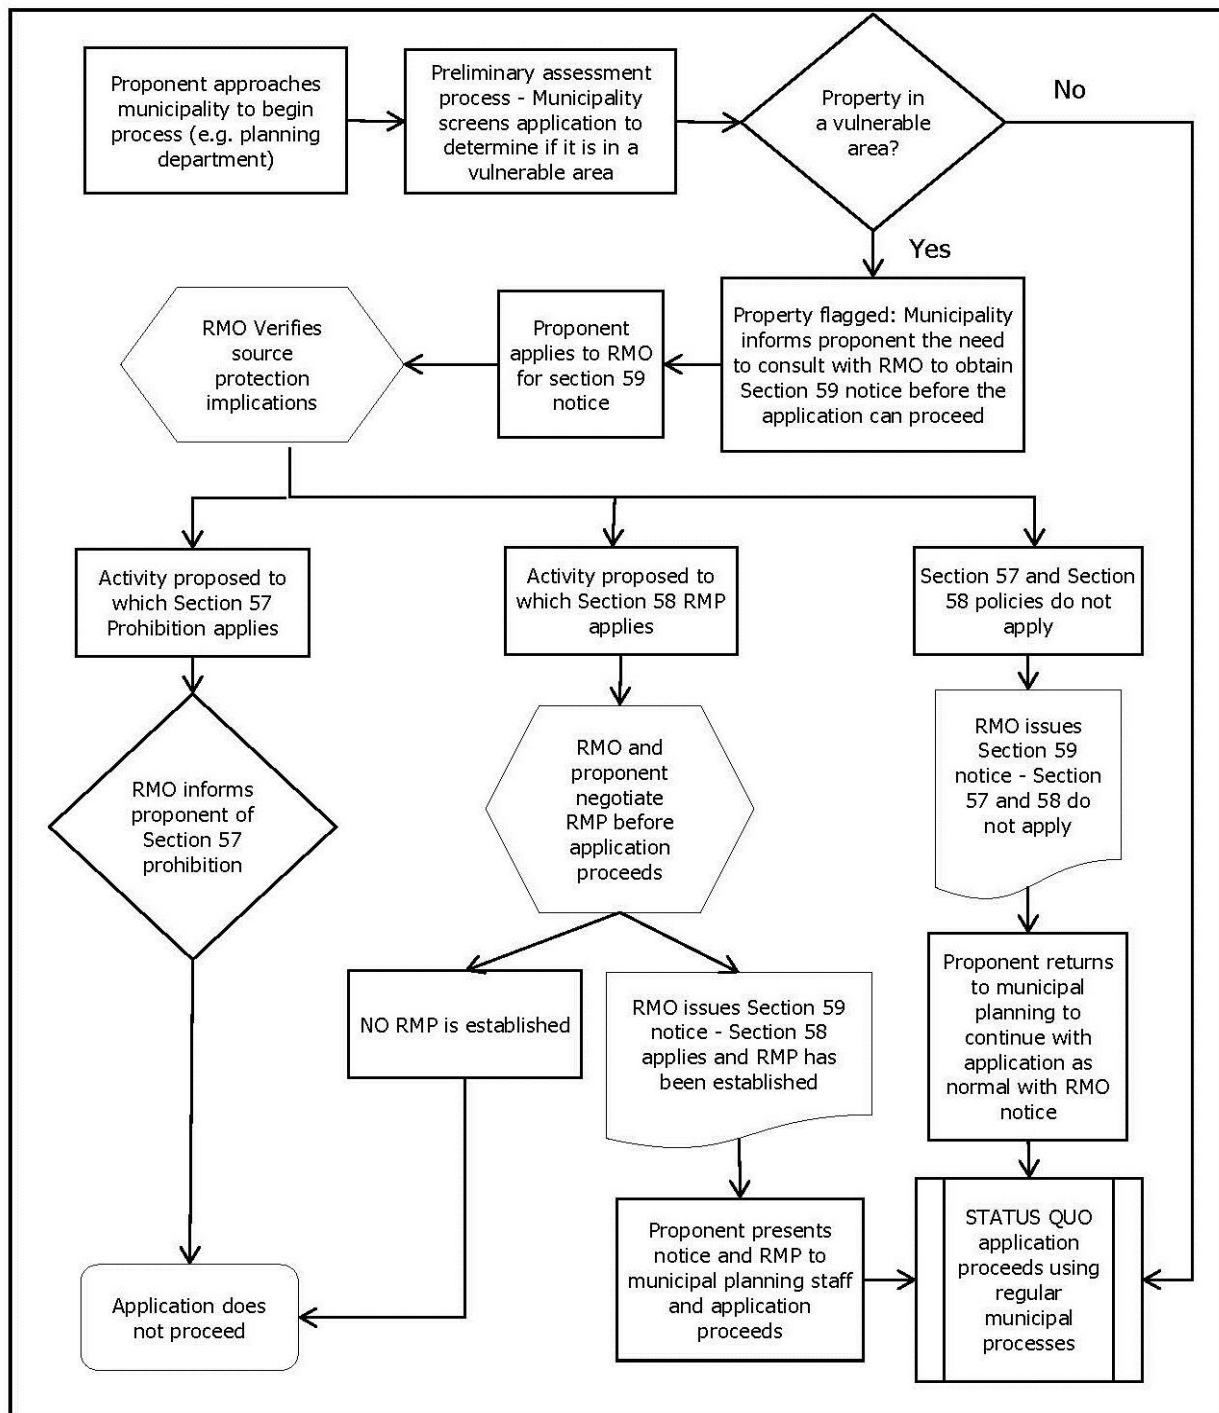 Proponent approaches
municipality to begin
process (e.g. planning
department)
Preliminary assessment
process - Municipality
screens application to
determine if it is in a
vulnerable area
Property in
a vulnerable
area?
No
Yes
Property flagged: Municipality
informs proponent the need
to consult with RMO to obtain
Section 59 notice before the
application can proceed
Proponent
applies to RMO
for section 59
notice
RMO Verifies
source
protection
implications
Activity proposed to
which Section 57
Prohibition applies
Activity proposed to
which Section 58 RMP
applies
Section 57 and Section
58 policies do not
apply
RMO informs
proponent of
Section 57
prohibition
RMO and
proponent
negotiate
RMP before
application
proceeds
RMO issues
Section 59
notice - Section
57 and 58 do
not apply
NO RMP is established
RMO issues Section 59
notice - Section 58
applies and RMP has
been established
Proponent returns
to municipal
planning to
continue with
application as
normal with RMO
notice
Application does
not proceed
Proponent presents
notice and RMP to
municipal planning staff
and application
proceeds
STATUS QUO
application
proceeds using
regular
municipal
processes